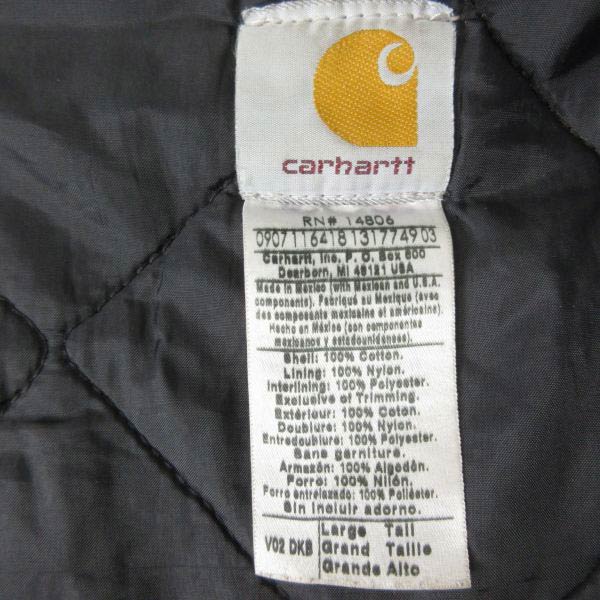 carhartt
RN# 14806
09071164181317749 03
Carhartt, Inc. P. O. Box 600
Dearborn, MI 48121 USA
Made in Mexico (with Mexican and U.S.A.
components). Fabriqué au Mexique (avec
des composants mexicains et américains).
Hecho en México (con componentes
mexicanos y estadounidenses).
Shell: 100% Cotton.
Lining: 100% Nylon.
Interlining: 100% Polyester.
Exclusive of Trimming.
Extérieur: 100% Coton.
Doublure: 100% Nylon.
Entredoublure: 100% Polyester.
Sans garniture.
Armazón: 100% Algodón.
Forro: 100% Nilón.
Forro entrelazado: 100% Poliéster.
Sin incluir adorno.
V02 DKB
Large Tall
Grand Taille
Grande Alto